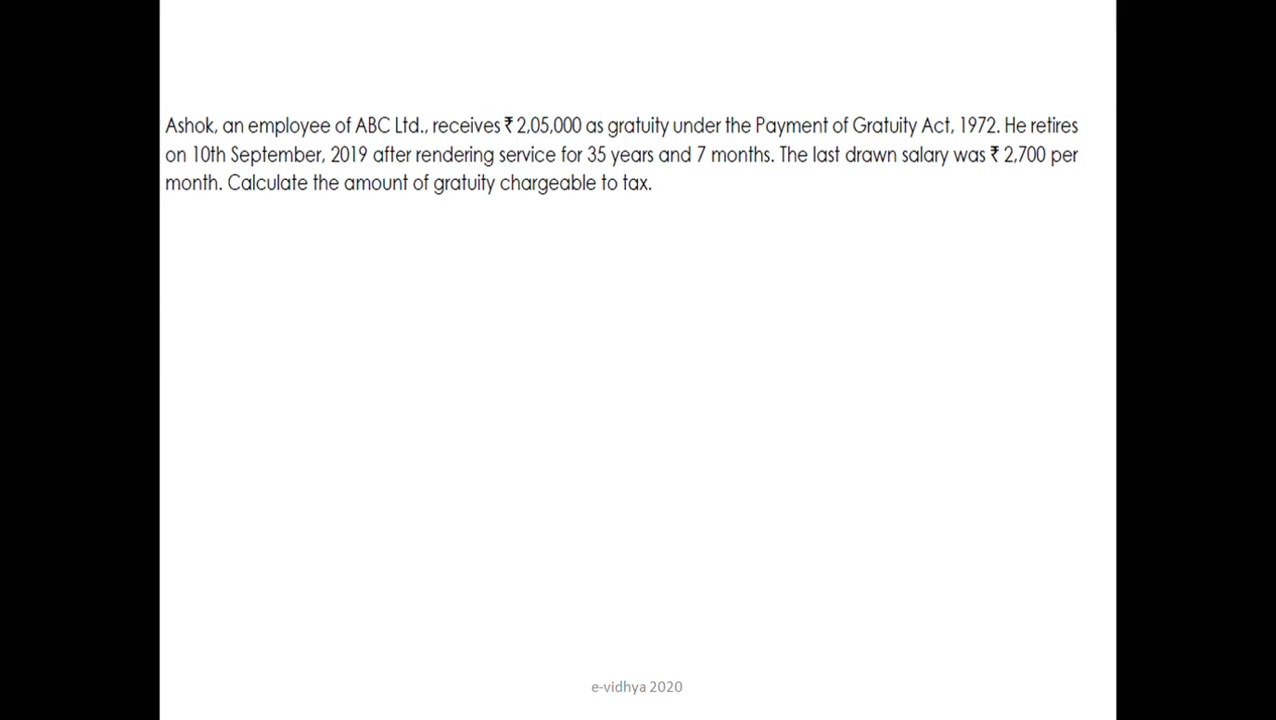 Ashok, an employee of ABC Ltd., receives ₹ 2,05,000 as gratuity under the Payment of Gratuity Act, 1972. He retires
on 10th September, 2019 after rendering service for 35 years and 7 months. The last drawn salary was ₹ 2,700 per
month. Calculate the amount of gratuity chargeable to tax.
e-vidhya 2020